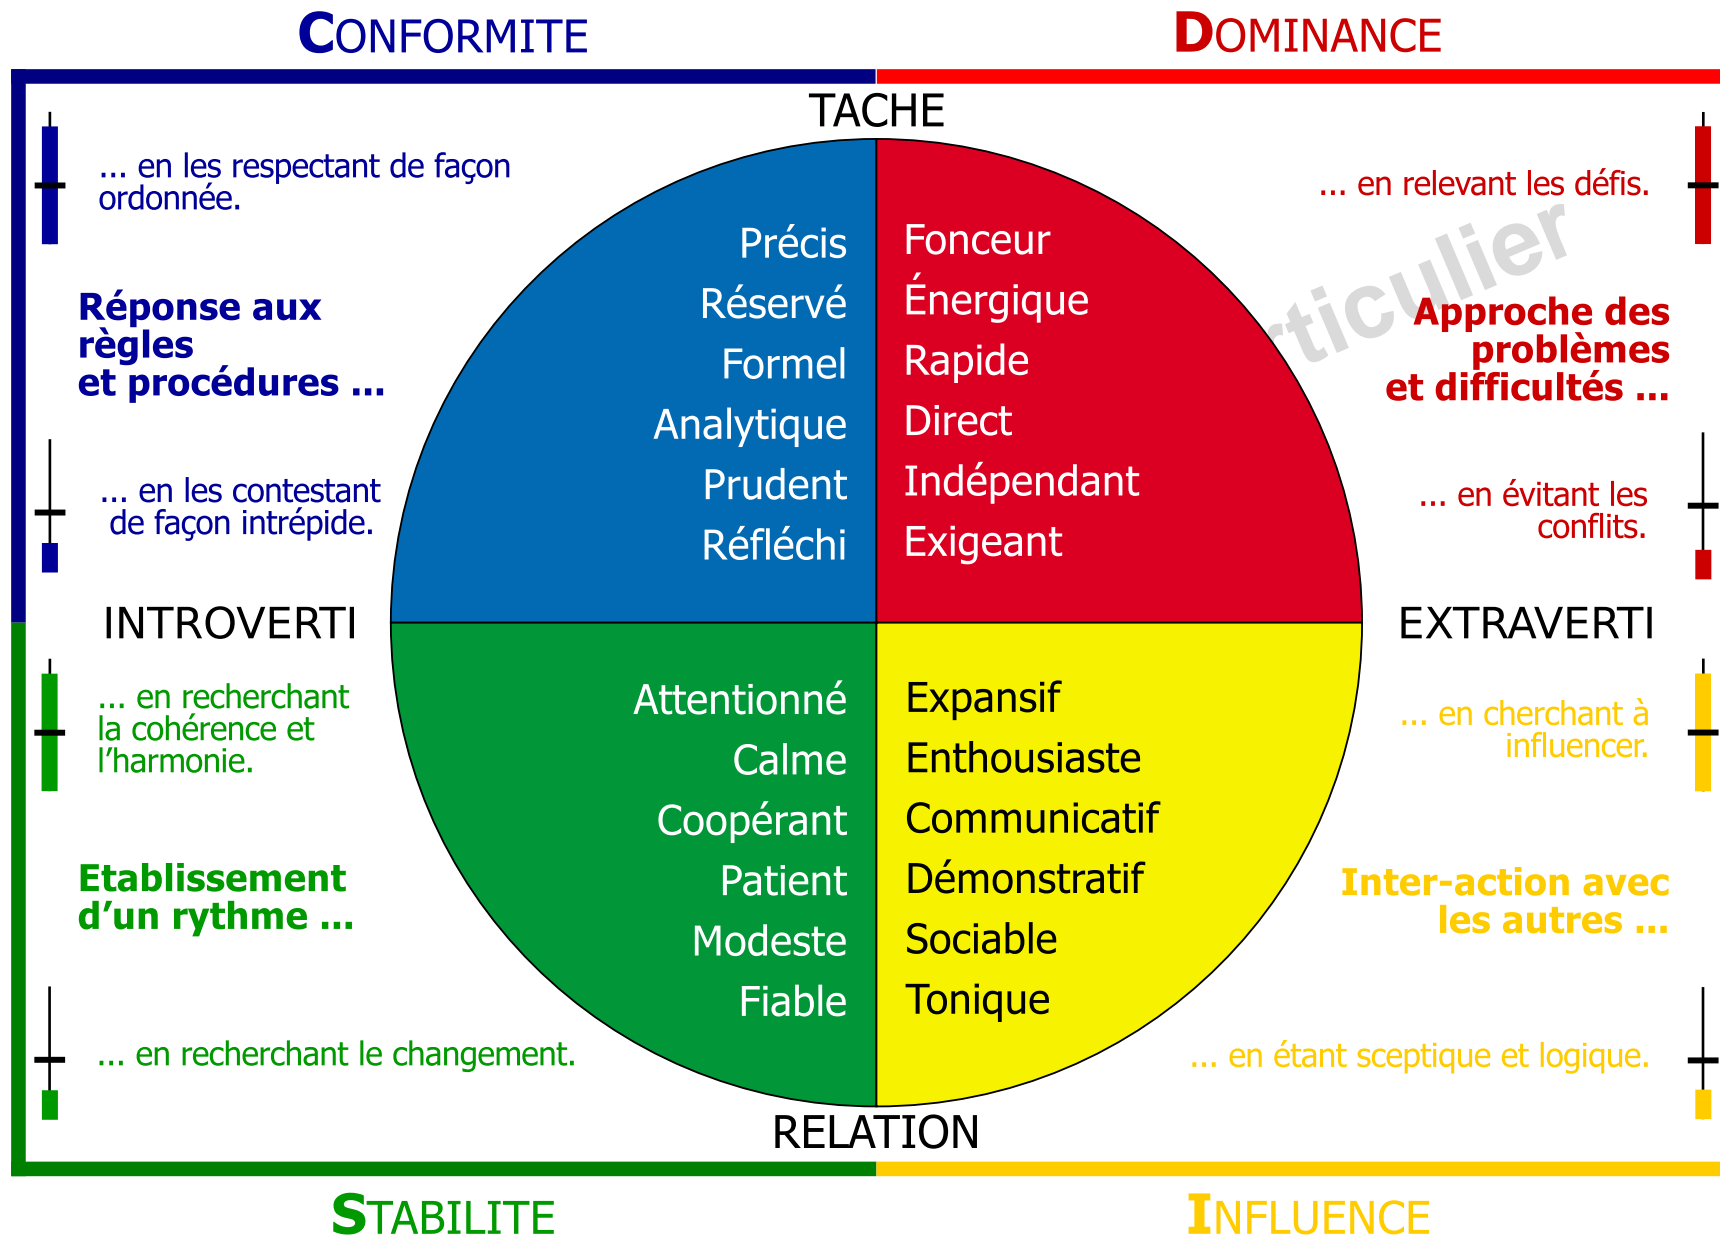 CONFORMITE
DOMINANCE
TACHE
... en les respectant de façon
ordonnée.
... en relevant les défis.
Réponse aux
règles
et procédures ...
Approche des
problèmes
et difficultés ...
... en les contestant
de façon intrépide.
... en évitant les
conflits.
Précis
Réservé
Formel
Analytique
Prudent
Réfléchi
Fonceur
Énergique
Rapide
Direct
Indépendant
Exigeant
INTROVERTI
EXTRAVERTI
... en recherchant
la cohérence et
l’harmonie.
... en cherchant à
influencer.
Etablissement
d’un rythme ...
Inter-action avec
les autres ...
... en recherchant le changement.
... en étant sceptique et logique.
Attentionné
Calme
Coopérant
Patient
Modeste
Fiable
Expansif
Enthousiaste
Communicatif
Démonstratif
Sociable
Tonique
RELATION
STABILITE
INFLUENCE